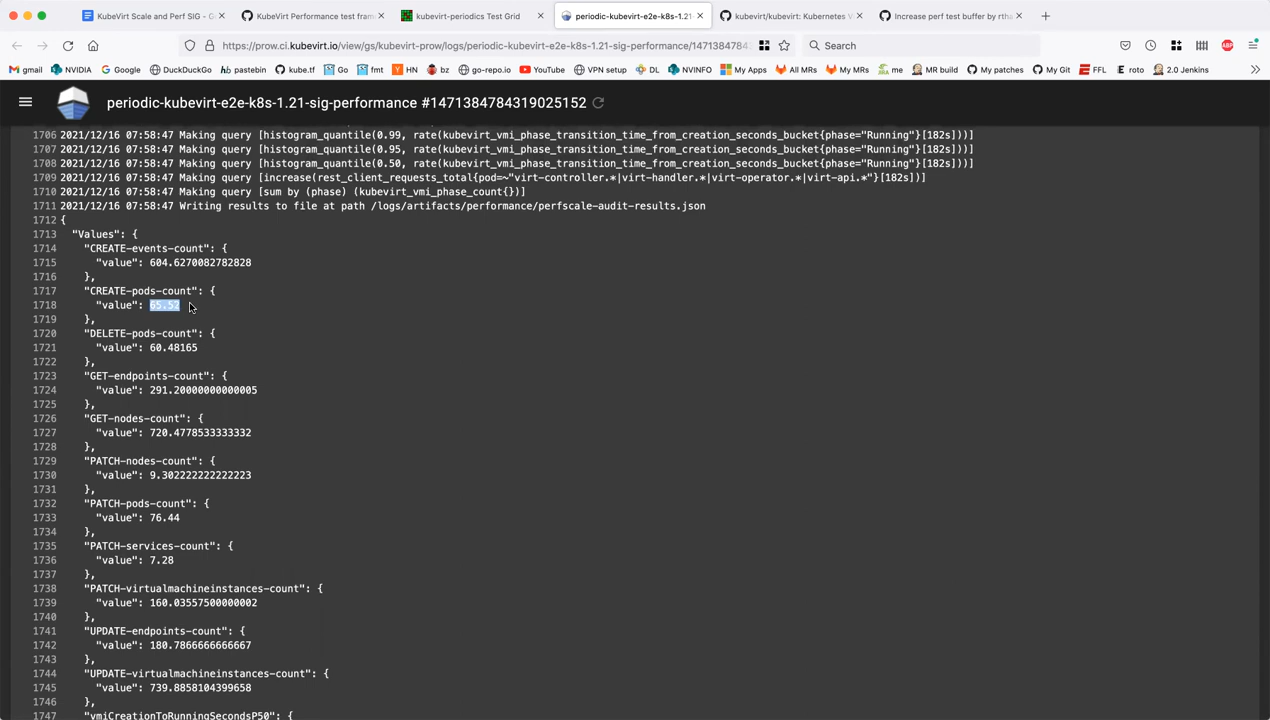 KubeVirt Scale and Perf SIG - G
KubeVirt Performance test fram
kubevirt-periodics Test Grid
periodic-kubevirt-e2e-k8s-1.21
kubevirt/kubevirt: Kubernetes V
Increase perf test buffer by rtha
https://prow.ci.kubevirt.io/view/gs/kubevirt-prow/logs/periodic-kubevirt-e2e-k8s-1.21-sig-performance/14713847843
Search
gmail NVIDIA Google DuckDuckGo hb pastebin kube.tf Go fmt HN bz go-repo.io YouTube VPN setup DL NVINFO My Apps All MRs My MRs .me MR build My patches My Git FFL roto 2.0 Jenkins
periodic-kubevirt-e2e-k8s-1.21-sig-performance #1471384784319025152
1706 2021/12/16 07:58:47 Making query [histogram_quantile(0.99, rate(kubevirt_vmi_phase_transition_time_from_creation_seconds_bucket{phase="Running"}[182s]))]
1707 2021/12/16 07:58:47 Making query [histogram_quantile(0.95, rate(kubevirt_vmi_phase_transition_time_from_creation_seconds_bucket{phase="Running"}[182s]))]
1708 2021/12/16 07:58:47 Making query [histogram_quantile(0.50, rate(kubevirt_vmi_phase_transition_time_from_creation_seconds_bucket{phase="Running"}[182s]))]
1709 2021/12/16 07:58:47 Making query [increase(rest_client_requests_total{pod=~"virt-controller.*|virt-handler.*|virt-operator.*|virt-api.*"}[182s])]
1710 2021/12/16 07:58:47 Making query [sum by (phase) (kubevirt_vmi_phase_count{})]
1711 2021/12/16 07:58:47 Writing results to file at path /logs/artifacts/performance/perfscale-audit-results.json
1712 {
1713 "Values": {
1714 "CREATE-events-count": {
1715 "value": 604.6270082782828
1716 },
1717 "CREATE-pods-count": {
1718 "value": 65.52
1719 },
1720 "DELETE-pods-count": {
1721 "value": 60.48165
1722 },
1723 "GET-endpoints-count": {
1724 "value": 291.20000000000005
1725 },
1726 "GET-nodes-count": {
1727 "value": 720.4778533333332
1728 },
1729 "PATCH-nodes-count": {
1730 "value": 9.302222222222223
1731 },
1732 "PATCH-pods-count": {
1733 "value": 76.44
1734 },
1735 "PATCH-services-count": {
1736 "value": 7.28
1737 },
1738 "PATCH-virtualmachineinstances-count": {
1739 "value": 160.03557500000002
1740 },
1741 "UPDATE-endpoints-count": {
1742 "value": 180.7866666666667
1743 },
1744 "UPDATE-virtualmachineinstances-count": {
1745 "value": 739.8858104399658
1746 },
1747 "vmiCreationToRunningSecondsP50": {